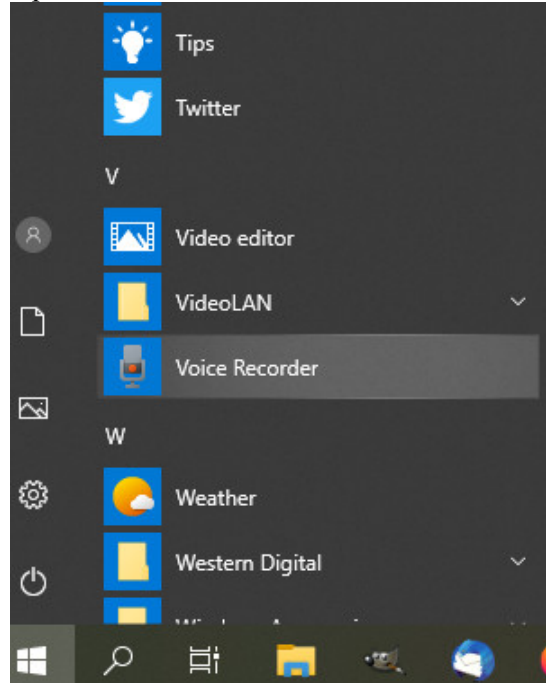 Tips
Twitter
V
Video editor
VideoLAN
Voice Recorder
W
Weather
Western Digital